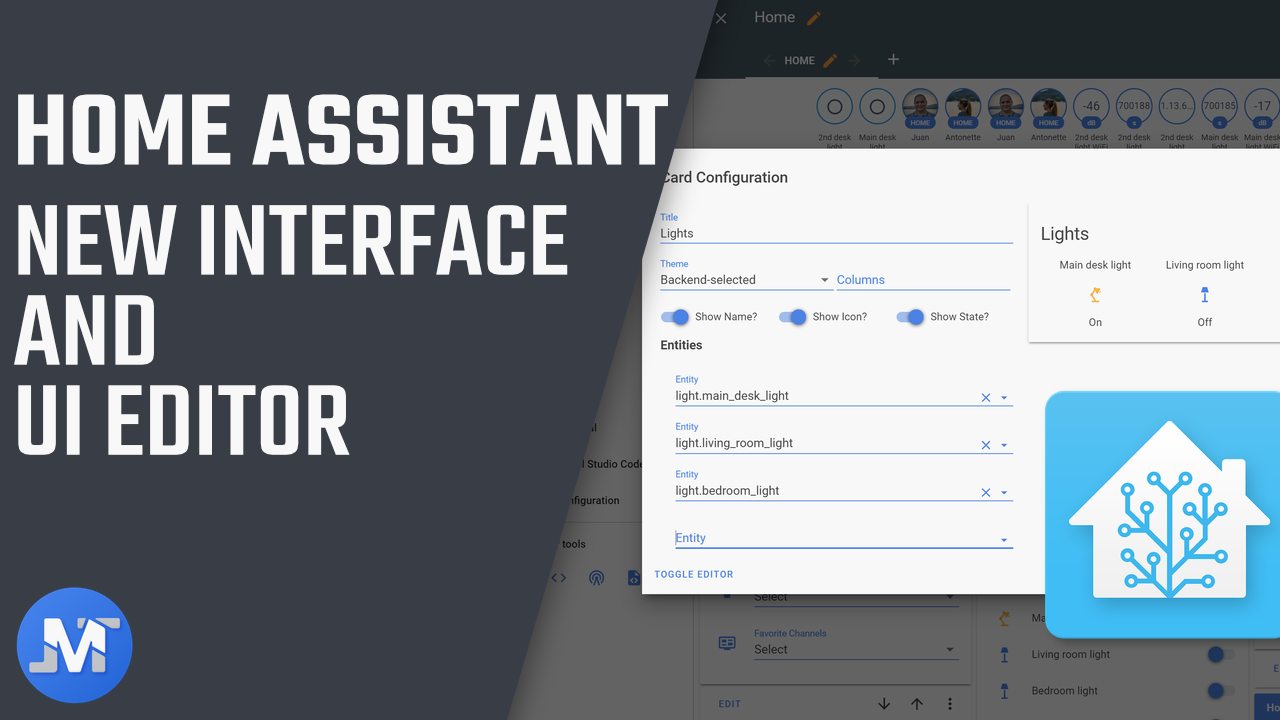 HOME ASSISTANT
NEW INTERFACE
AND
UI EDITOR
Home
HOME
HOME HOME HOME HOME -46 700188 1.13.6.. 700185 -17
dB s s dB
2nd desk light Main desk light Juan Antonette Juan Antonette 2nd desk light WiFi 2nd desk light 2nd desk light Main desk light Main desk light WiFi
Card Configuration
Title
Lights
Theme
Backend-selected Columns
Show Name? Show Icon? Show State?
Entities
Entity
light.main_desk_light
Entity
light.living_room_light
Entity
light.bedroom_light
Entity
TOGGLE EDITOR
Lights
Main desk light Living room light
On Off
l Studio Code
figuration
tools
Select
Favorite Channels
Select
EDIT
Ma
Living room light
Bedroom light
E
Ho
JMT